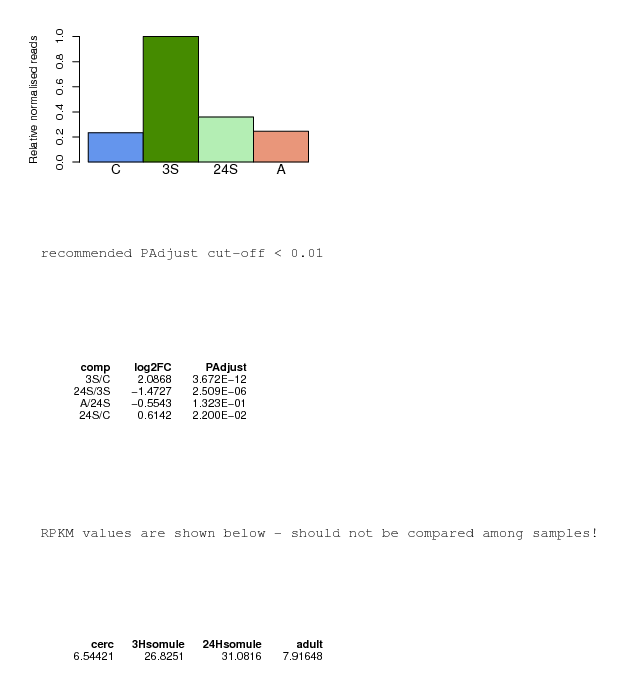 Relative normalised reads
1.0
0.8
0.6
0.4
0.2
0.0
C 3S 24S A
recommended PAdjust cut-off < 0.01
comp log2FC PAdjust
3S/C 2.0868 3.672E-12
24S/3S -1.4727 2.509E-06
A/24S -0.5543 1.323E-01
24S/C 0.6142 2.200E-02
RPKM values are shown below - should not be compared among samples!
cerc 3Hsomule 24Hsomule adult
6.54421 26.8251 31.0816 7.91648